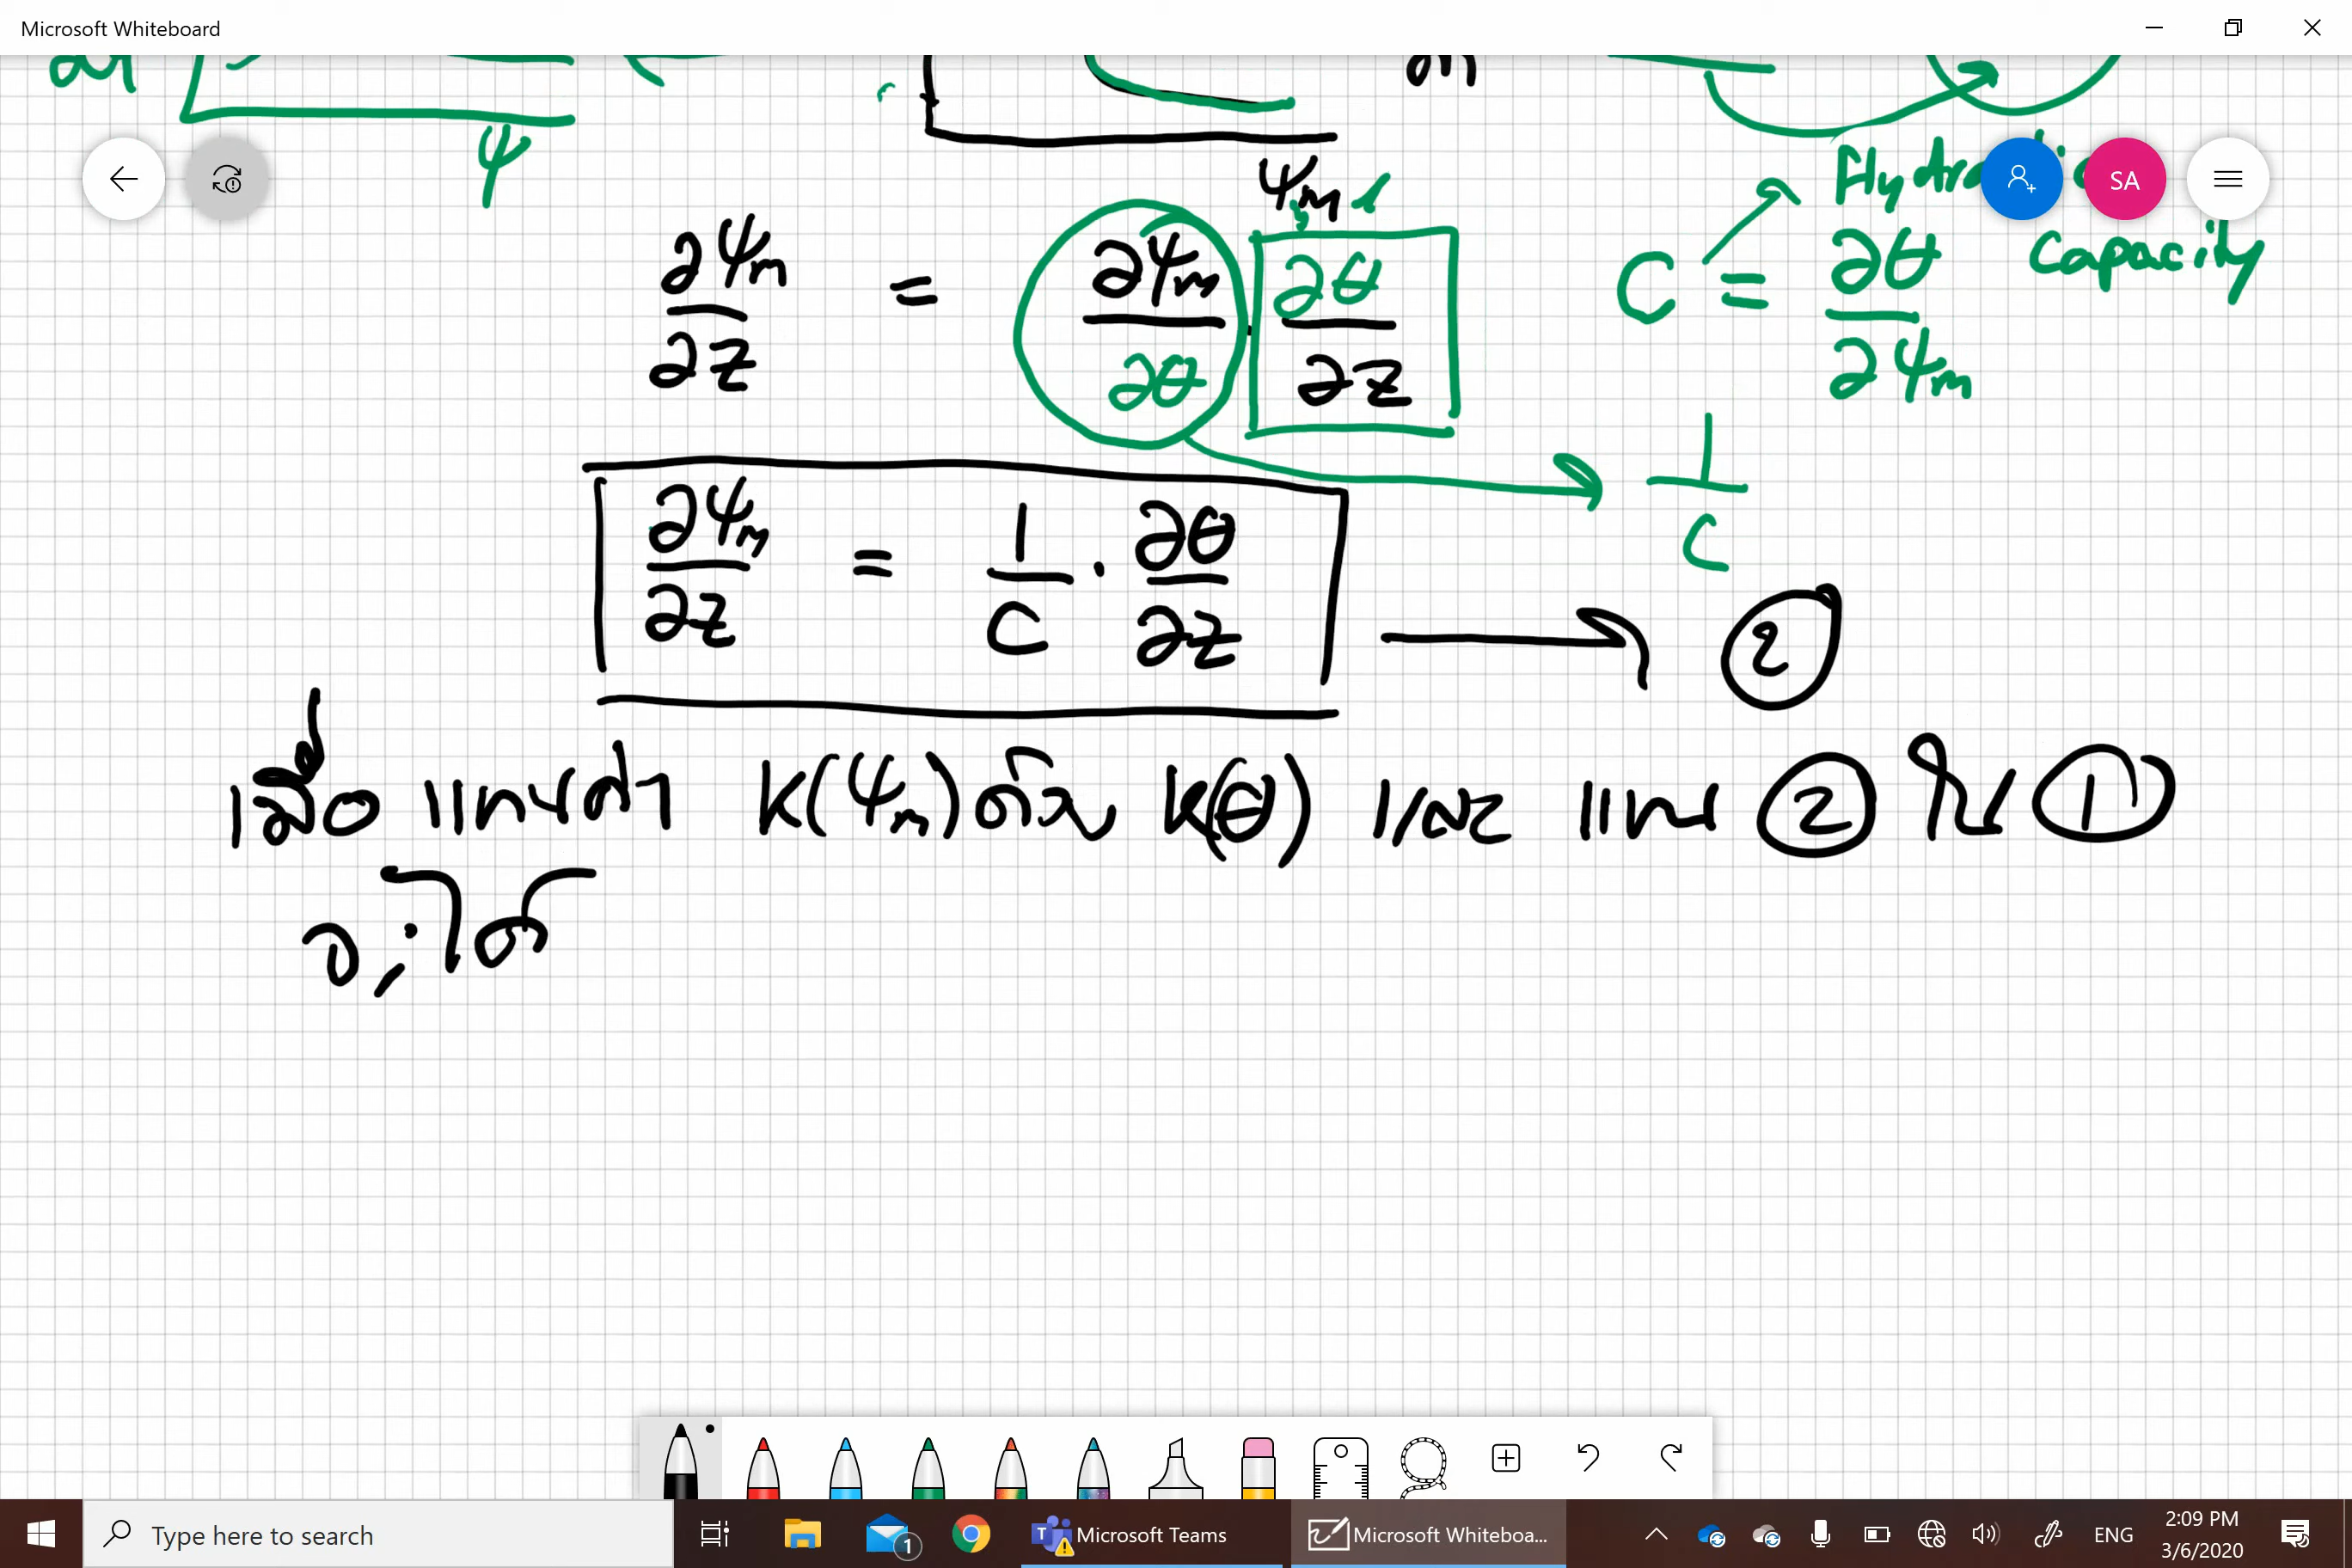 Microsoft Whiteboard
ψ
ψm
Hydra
SA
∂ψm/∂z = ∂ψm/∂θ · ∂θ/∂z
C = ∂θ/∂ψm
Capacity
1/C
∂ψm/∂z = 1/C · ∂θ/∂z
②
เมื่อ แทนค่า K(ψm) ด้วย K(θ) และ แทน ② ใน ①
จะได้
Type here to search
1
Microsoft Teams
Microsoft Whiteboa...
ENG
2:09 PM
3/6/2020